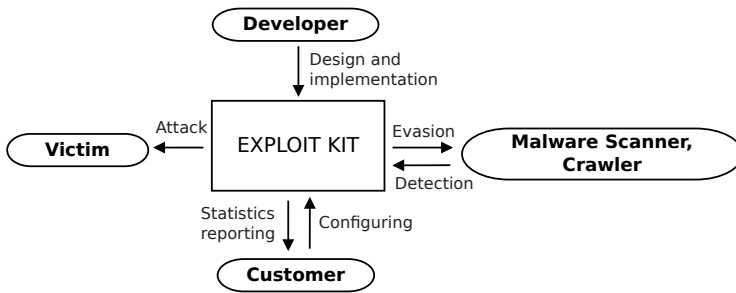 Developer
Design and
implementation
Attack
EXPLOIT KIT
Evasion
Victim
Malware Scanner,
Crawler
Detection
Statistics
reporting
Configuring
Customer